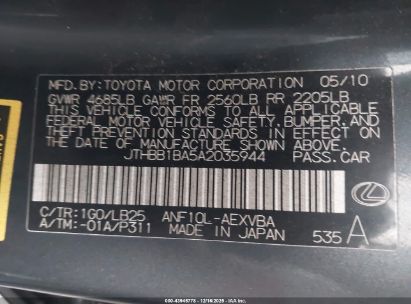 MFD.BY:TOYOTA MOTOR CORPORATION 05/10
GVWR 4685LB GAWR FR 2560LB RR 2205LB
THIS VEHICLE CONFORMS TO ALL APPLICABLE
FEDERAL MOTOR VEHICLE SAFETY, BUMPER, AND
THEFT PREVENTION STANDARDS IN EFFECT ON
THE DATE OF MANUFACTURE SHOWN ABOVE.
JTHBB1BA5A2035944 PASS.CAR
C/TR:1G0/LB25 ANF10L-AEXVBA
A/TM:-01A/P311 MADE IN JAPAN 535 A